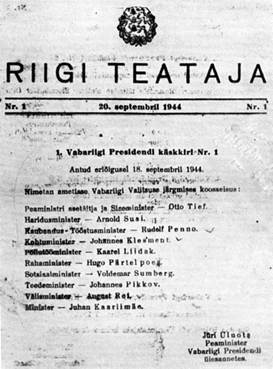 RIIGI TEATAJA
Nr. 1 20. septembril 1944 Nr. 1
1. Vabariigi Presidendi käskkiri Nr. 1
Antud eriõigusel 18. septembril 1944.
Nimetan ametisse Vabariigi Valitsuse järgmises koosseisus:
Peaministri asetäitja ja Siseminister — Otto Tief.
Haridusminister — Arnold Susi.
Kaubandus-Tööstusminister — Rudolf Penno.
Kohtuminister — Johannes Klesment.
Põllutööminister — Kaarel Liidak.
Rahaminister — Hugo Pärtelpoeg.
Sotsiaalminister — Voldemar Sumberg.
Teedeminister — Johannes Pikkov.
Välisminister — August Rei.
Minister — Juhan Kaarlimäe.
Jüri Uluots
Peaminister
Vabariigi Presidendi
ülesannetes.